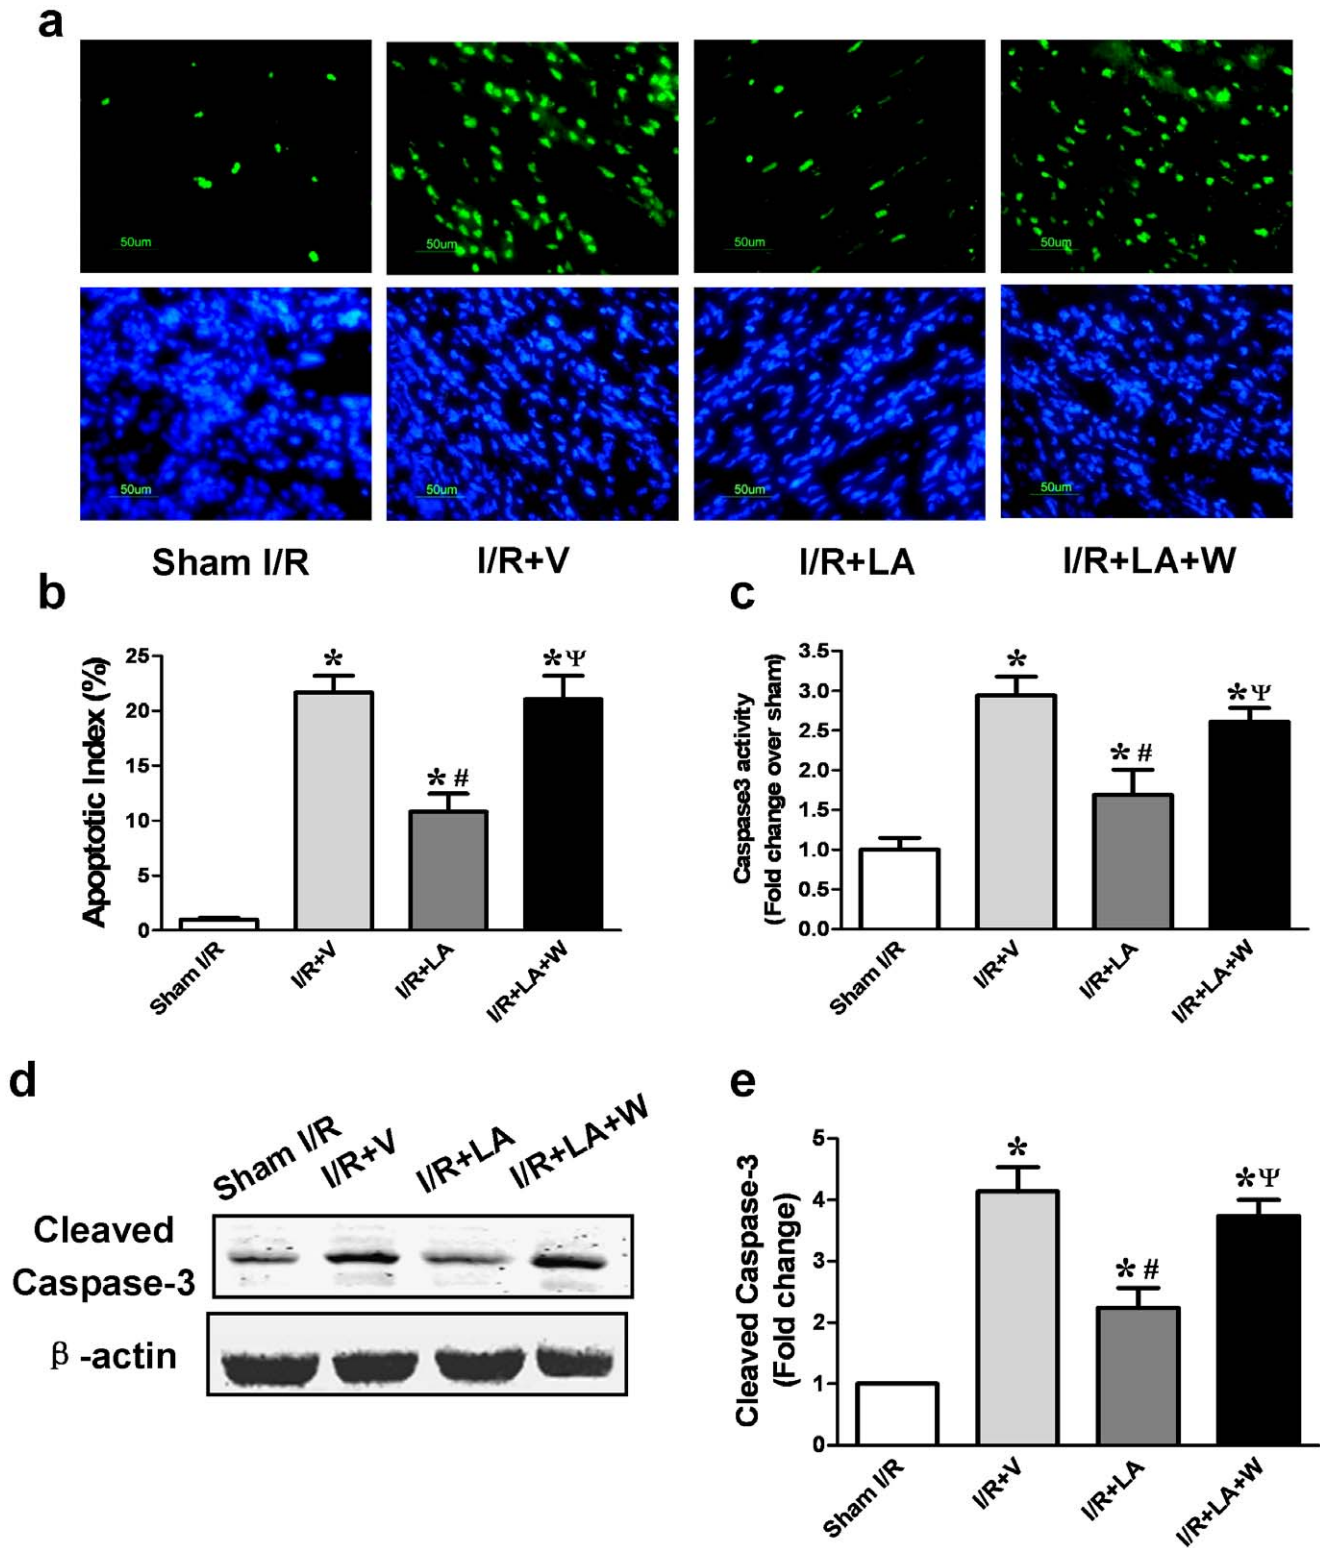 a
50um
50um
50um
50um
50um
50um
50um
50um
Sham I/R
I/R+V
I/R+LA
I/R+LA+W
b
Apoptotic Index (%)
25
20
15
10
5
0
*
* #
* Ψ
Sham I/R
I/R+V
I/R+LA
I/R+LA+W
c
Caspase3 activity
(Fold change over sham)
3.5
3.0
2.5
2.0
1.5
1.0
0.5
0.0
*
* #
* Ψ
Sham I/R
I/R+V
I/R+LA
I/R+LA+W
d
Sham I/R
I/R+V
I/R+LA
I/R+LA+W
Cleaved
Caspase-3
β -actin
e
Cleaved Caspase-3
(Fold change)
5
4
3
2
1
0
*
* #
* Ψ
Sham I/R
I/R+V
I/R+LA
I/R+LA+W